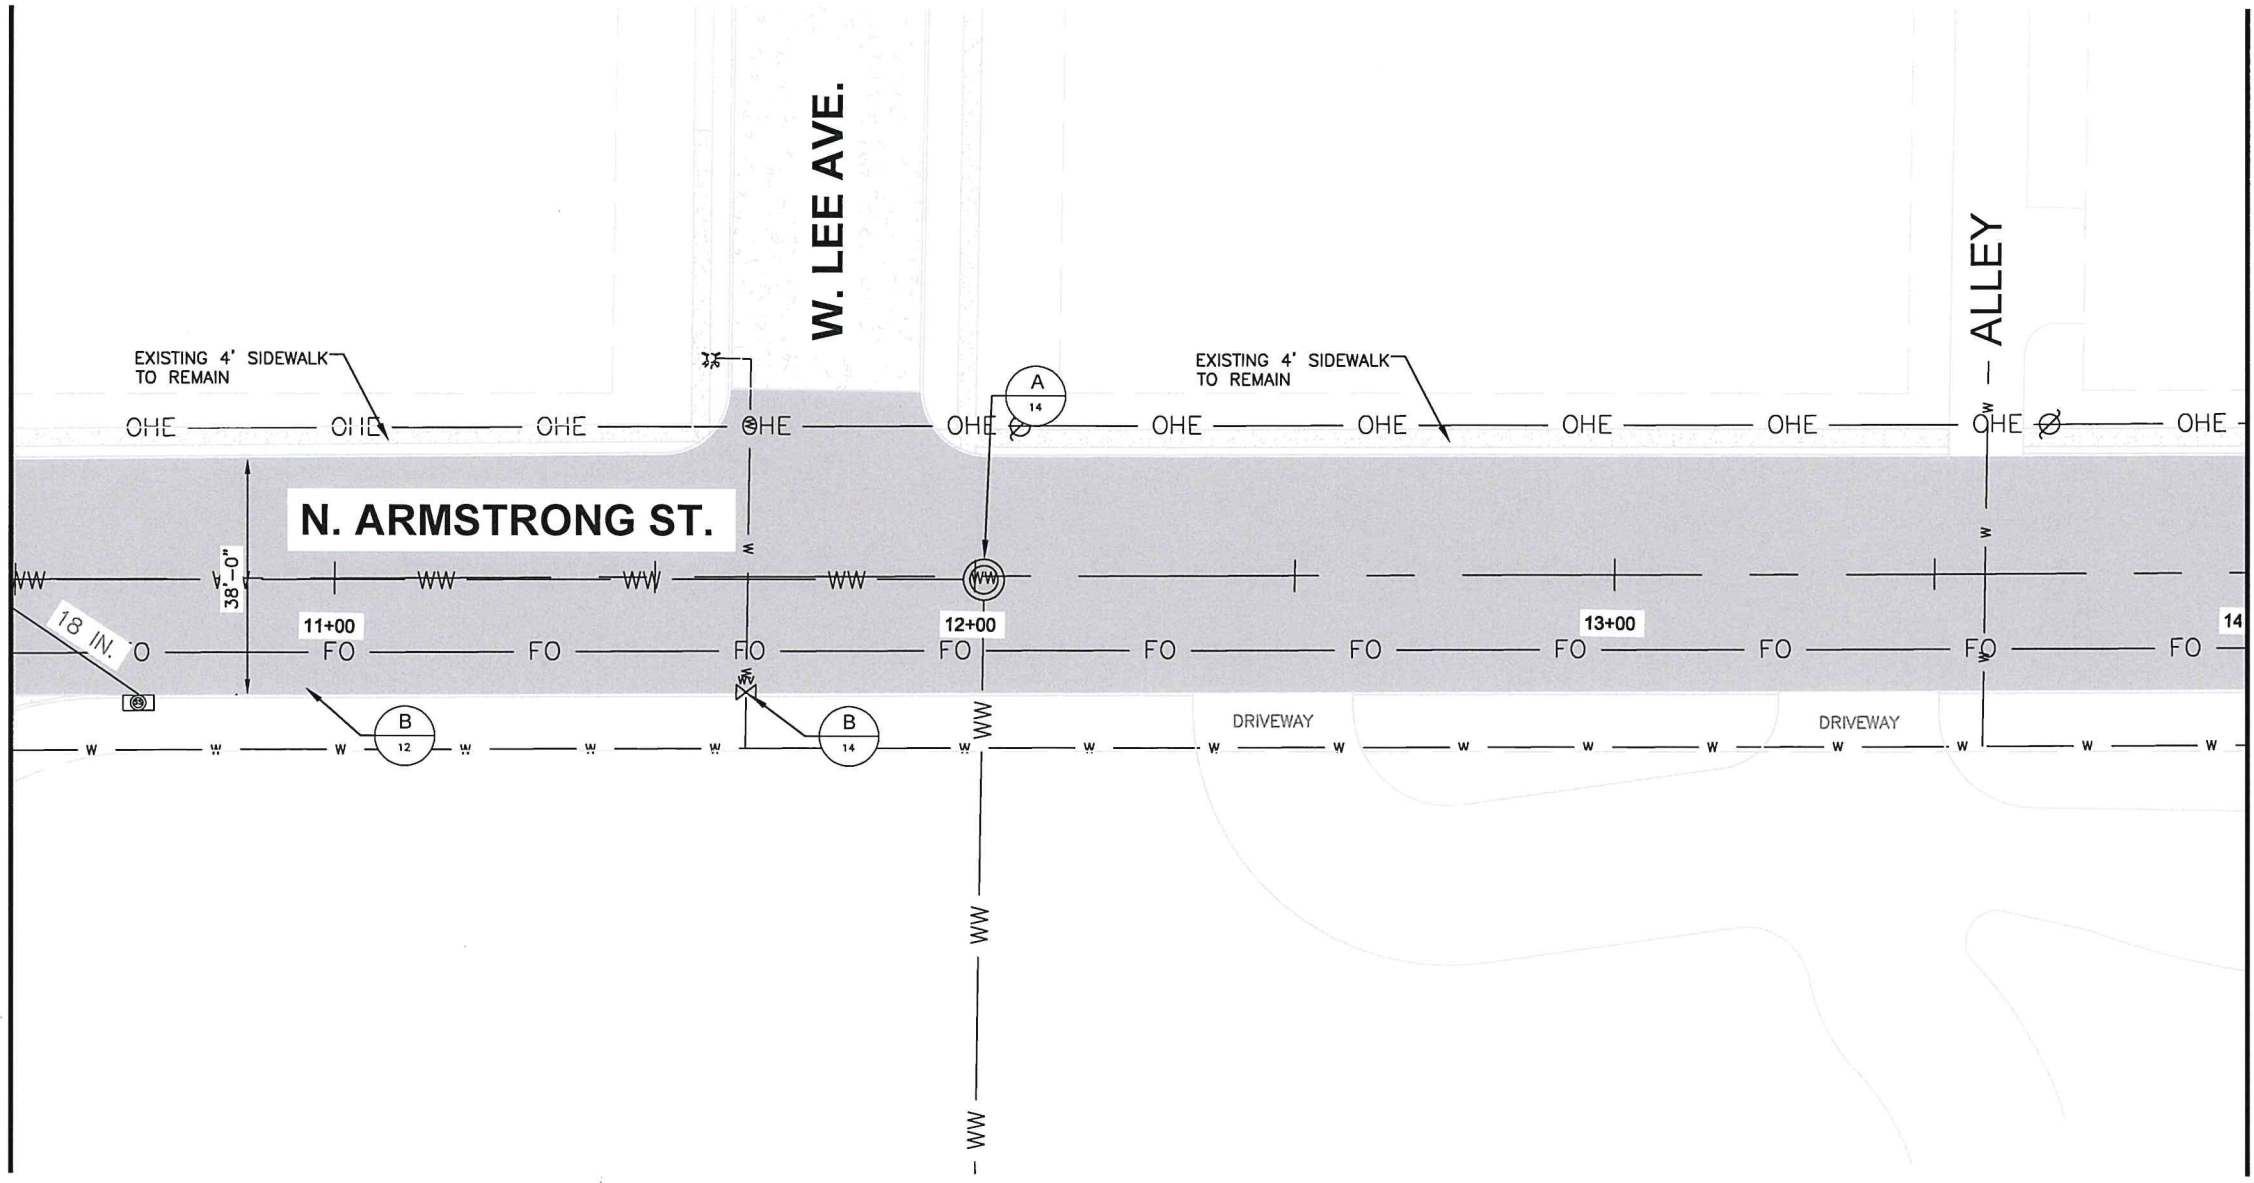 W. LEE AVE.
ALLEY
EXISTING 4' SIDEWALK
TO REMAIN
EXISTING 4' SIDEWALK
TO REMAIN
A
14
W
OHE OHE OHE OHE OHE OHE OHE OHE OHE OHE OHE
W
N. ARMSTRONG ST.
W
W
38'-0"
WW WW WW WW WW
18 IN.
11+00
12+00
13+00
14
FO FO FO FO FO FO FO FO FO FO
W
W
SS
B
12
B
14
WW
DRIVEWAY
DRIVEWAY
W W W W W W W W W W W W W W W W W
WW
WW